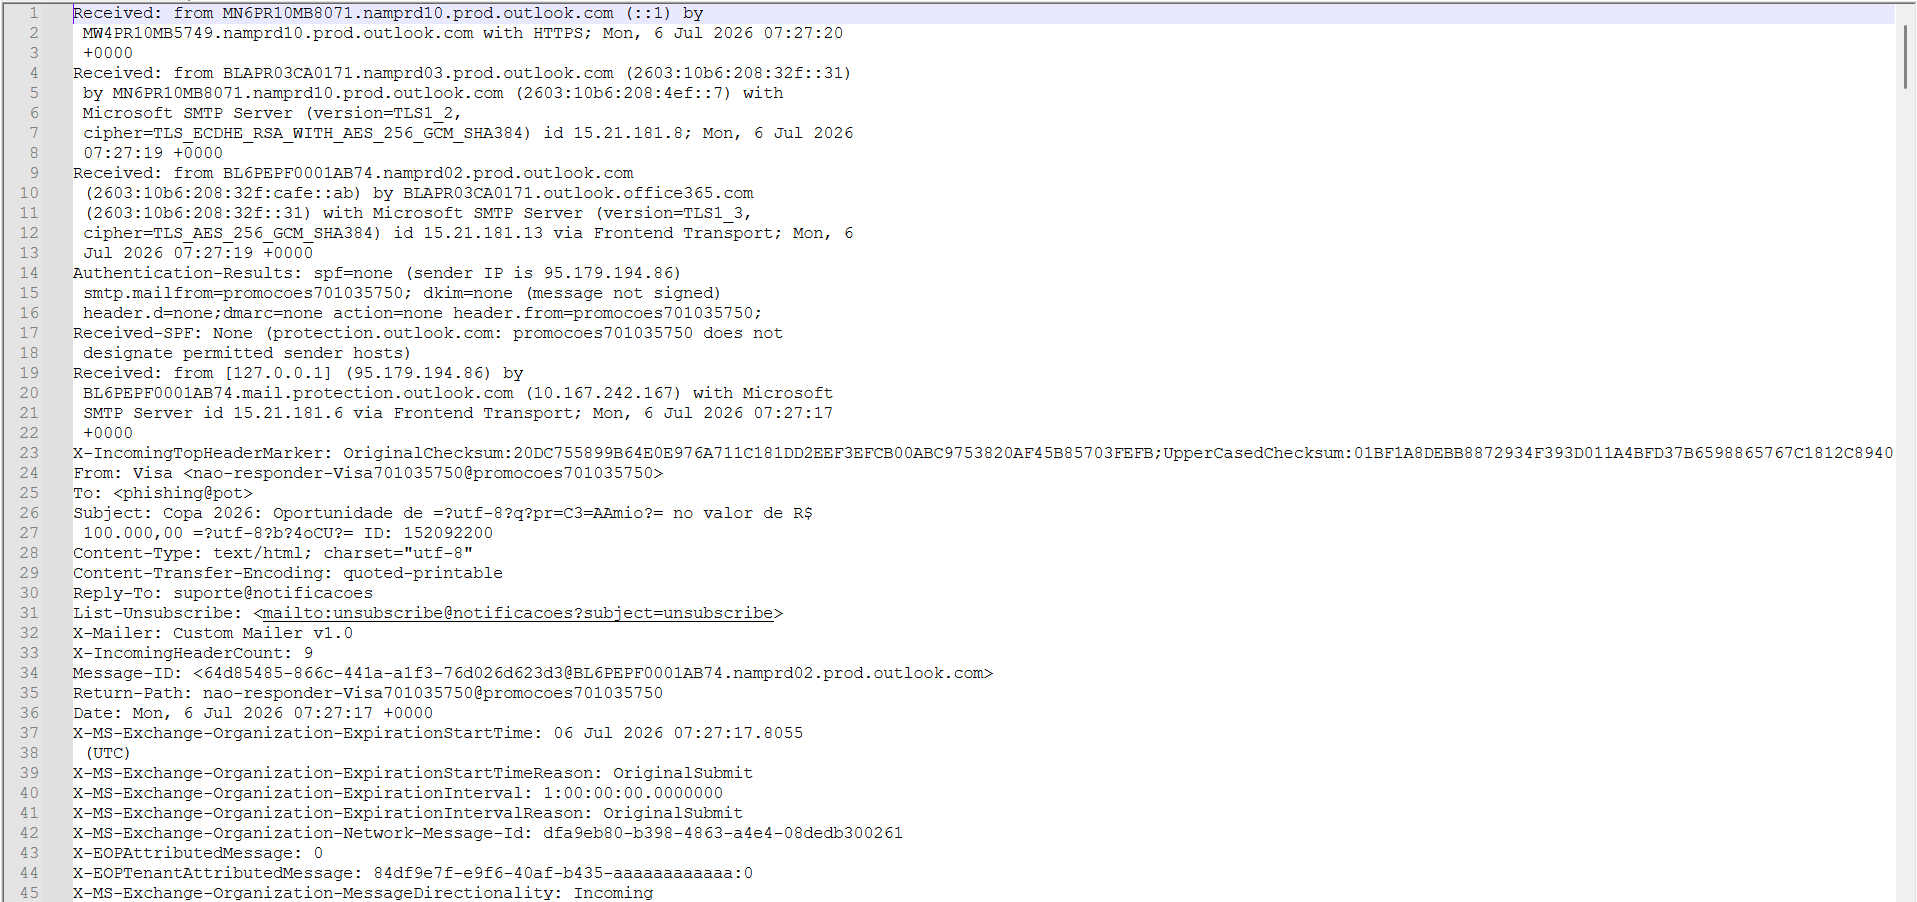 1 Received: from MN6PR10MB8071.namprd10.prod.outlook.com (::1) by
2 MW4PR10MB5749.namprd10.prod.outlook.com with HTTPS; Mon, 6 Jul 2026 07:27:20
3 +0000
4 Received: from BLAPR03CA0171.namprd03.prod.outlook.com (2603:10b6:208:32f::31)
5 by MN6PR10MB8071.namprd10.prod.outlook.com (2603:10b6:208:4ef::7) with
6 Microsoft SMTP Server (version=TLS1_2,
7 cipher=TLS_ECDHE_RSA_WITH_AES_256_GCM_SHA384) id 15.21.181.8; Mon, 6 Jul 2026
8 07:27:19 +0000
9 Received: from BL6PEPF0001AB74.namprd02.prod.outlook.com
10 (2603:10b6:208:32f:cafe::ab) by BLAPR03CA0171.outlook.office365.com
11 (2603:10b6:208:32f::31) with Microsoft SMTP Server (version=TLS1_3,
12 cipher=TLS_AES_256_GCM_SHA384) id 15.21.181.13 via Frontend Transport; Mon, 6
13 Jul 2026 07:27:19 +0000
14 Authentication-Results: spf=none (sender IP is 95.179.194.86)
15 smtp.mailfrom=promocoes701035750; dkim=none (message not signed)
16 header.d=none;dmarc=none action=none header.from=promocoes701035750;
17 Received-SPF: None (protection.outlook.com: promocoes701035750 does not
18 designate permitted sender hosts)
19 Received: from [127.0.0.1] (95.179.194.86) by
20 BL6PEPF0001AB74.mail.protection.outlook.com (10.167.242.167) with Microsoft
21 SMTP Server id 15.21.181.6 via Frontend Transport; Mon, 6 Jul 2026 07:27:17
22 +0000
23 X-IncomingTopHeaderMarker: OriginalChecksum:20DC755899B64E0E976A711C181DD2EEF3EFCB00ABC9753820AF45B85703FEFB;UpperCasedChecksum:01BF1A8DEBB8872934F393D011A4BFD37B6598865767C1812C8940
24 From: Visa <nao-responder-Visa701035750@promocoes701035750>
25 To: <phishing@pot>
26 Subject: Copa 2026: Oportunidade de =?utf-8?q?pr=C3=AAmio?= no valor de R$
27 100.000,00 =?utf-8?b?4oCU?= ID: 152092200
28 Content-Type: text/html; charset="utf-8"
29 Content-Transfer-Encoding: quoted-printable
30 Reply-To: suporte@notificacoes
31 List-Unsubscribe: <mailto:unsubscribe@notificacoes?subject=unsubscribe>
32 X-Mailer: Custom Mailer v1.0
33 X-IncomingHeaderCount: 9
34 Message-ID: <64d85485-866c-441a-a1f3-76d026d623d3@BL6PEPF0001AB74.namprd02.prod.outlook.com>
35 Return-Path: nao-responder-Visa701035750@promocoes701035750
36 Date: Mon, 6 Jul 2026 07:27:17 +0000
37 X-MS-Exchange-Organization-ExpirationStartTime: 06 Jul 2026 07:27:17.8055
38 (UTC)
39 X-MS-Exchange-Organization-ExpirationStartTimeReason: OriginalSubmit
40 X-MS-Exchange-Organization-ExpirationInterval: 1:00:00:00.0000000
41 X-MS-Exchange-Organization-ExpirationIntervalReason: OriginalSubmit
42 X-MS-Exchange-Organization-Network-Message-Id: dfa9eb80-b398-4863-a4e4-08dedb300261
43 X-EOPAttributedMessage: 0
44 X-EOPTenantAttributedMessage: 84df9e7f-e9f6-40af-b435-aaaaaaaaaaaa:0
45 X-MS-Exchange-Organization-MessageDirectionality: Incoming